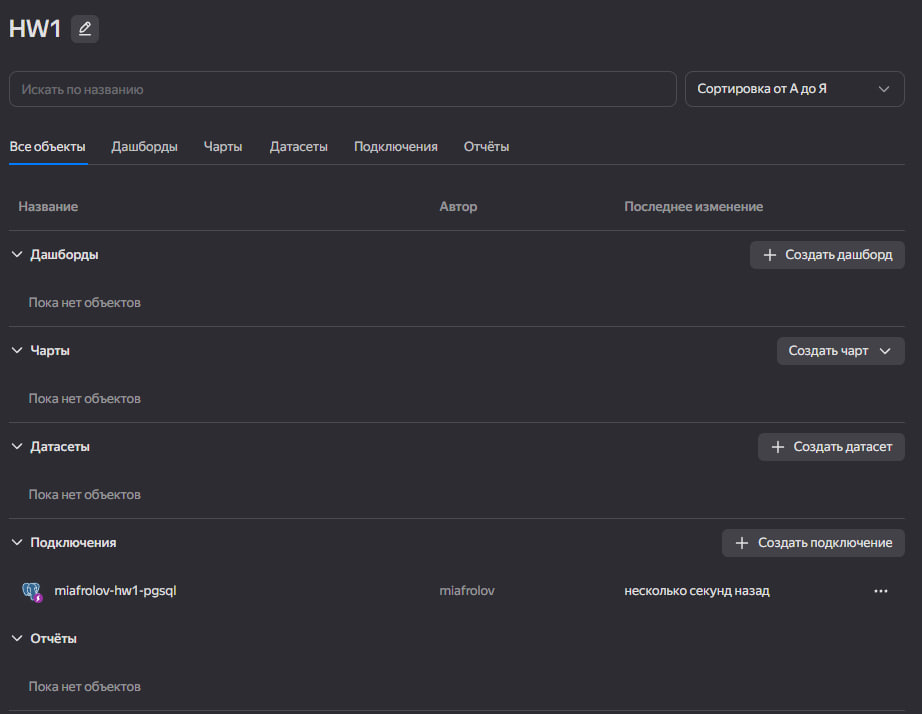 HW1
Искать по названию
Сортировка от А до Я
Все объекты Дашборды Чарты Датасеты Подключения Отчёты
Название Автор Последнее изменение
Дашборды Создать дашборд
Пока нет объектов
Чарты Создать чарт
Пока нет объектов
Датасеты Создать датасет
Пока нет объектов
Подключения Создать подключение
miafrolov-hw1-pgsql miafrolov несколько секунд назад
Отчёты
Пока нет объектов